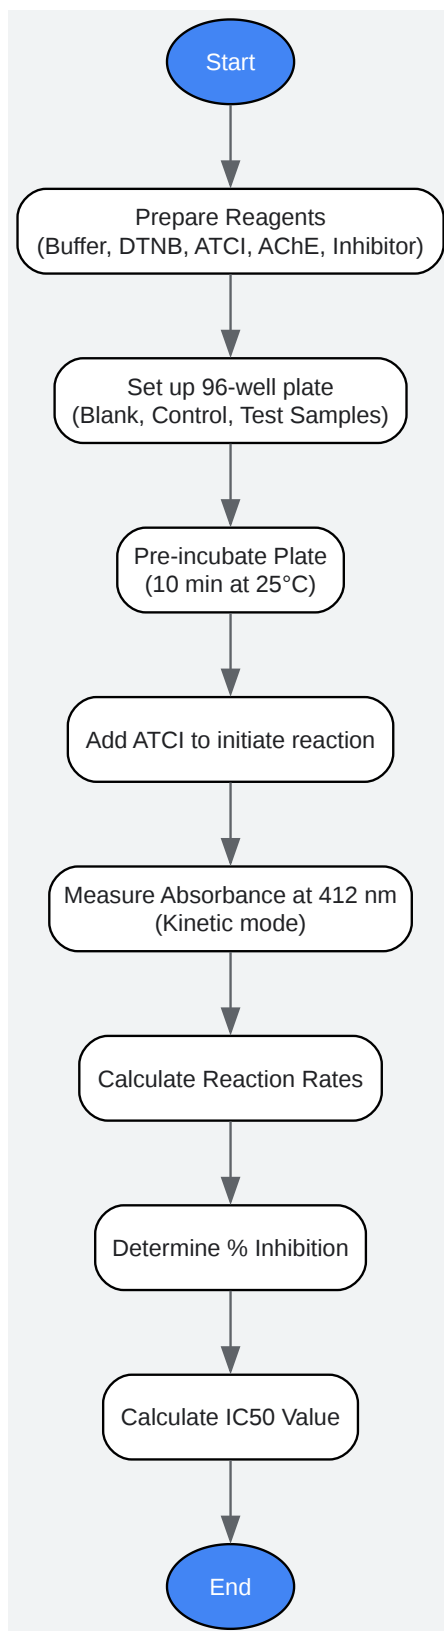 Start
Prepare Reagents
(Buffer, DTNB, ATCI, AChE, Inhibitor)
Set up 96-well plate
(Blank, Control, Test Samples)
Pre-incubate Plate
(10 min at 25°C)
Add ATCI to initiate reaction
Measure Absorbance at 412 nm
(Kinetic mode)
Calculate Reaction Rates
Determine % Inhibition
Calculate IC50 Value
End